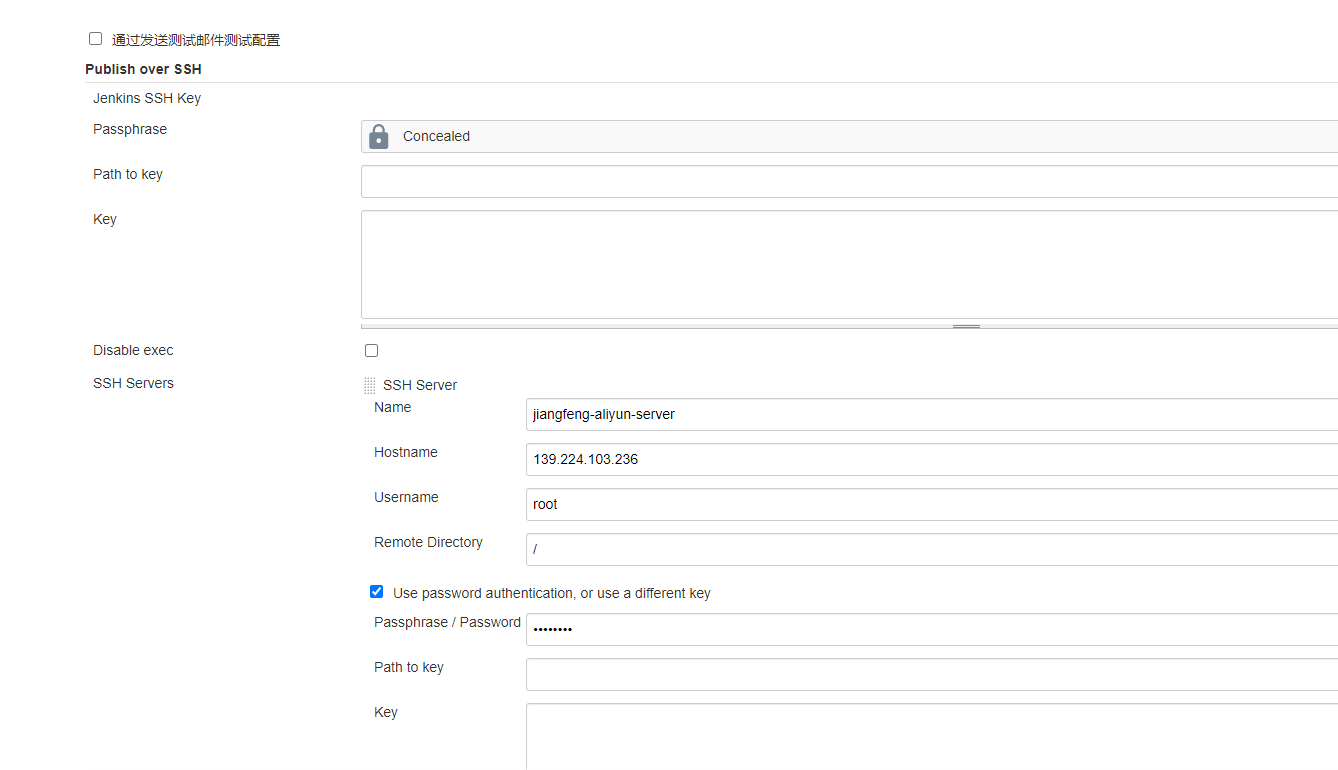 通过发送测试邮件测试配置
Publish over SSH
Jenkins SSH Key
Passphrase
Concealed
Path to key
Key
Disable exec
SSH Servers
SSH Server
Name
jiangfeng-aliyun-server
Hostname
139.224.103.236
Username
root
Remote Directory
/
Use password authentication, or use a different key
Passphrase / Password
••••••••
Path to key
Key